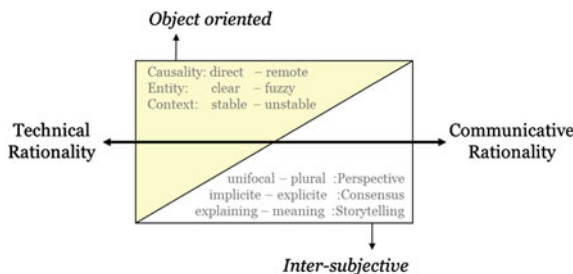 Object oriented
Causality: direct – remote
Entity: clear – fuzzy
Context: stable – unstable
Technical
Rationality
Communicative
Rationality
unifocal – plural :Perspective
implicite – explicite :Consensus
explaining – meaning :Storytelling
Inter-subjective